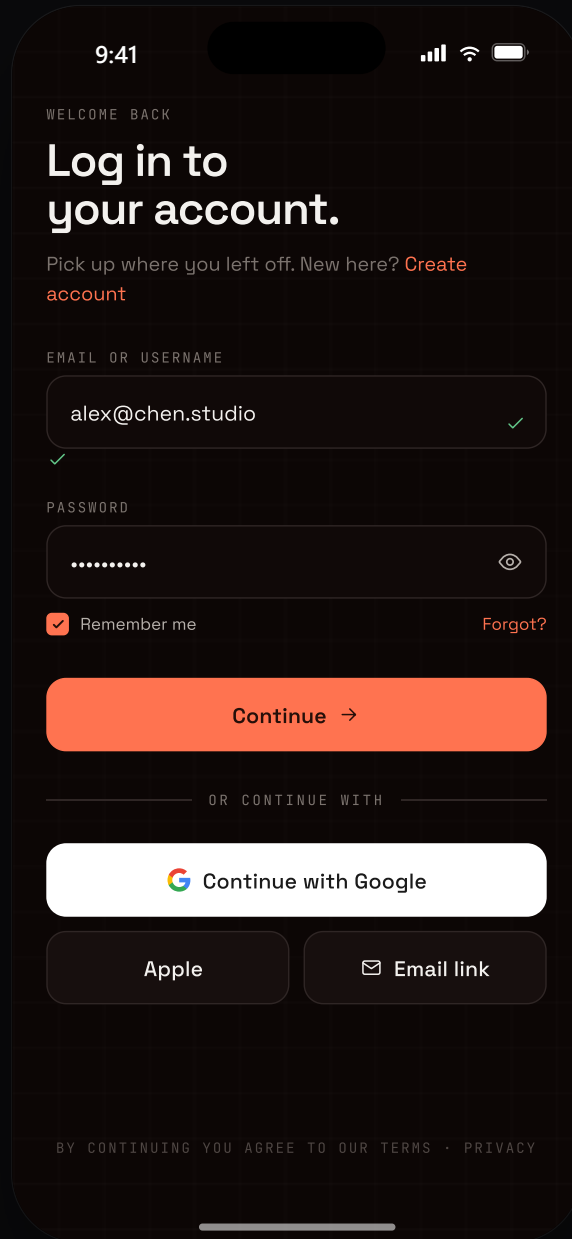 9:41
WELCOME BACK
Log in to
your account.
Pick up where you left off. New here? Create
account
EMAIL OR USERNAME
alex@chen.studio
PASSWORD
••••••••••
Remember me
Forgot?
Continue →
OR CONTINUE WITH
Continue with Google
Apple
Email link
BY CONTINUING YOU AGREE TO OUR TERMS · PRIVACY